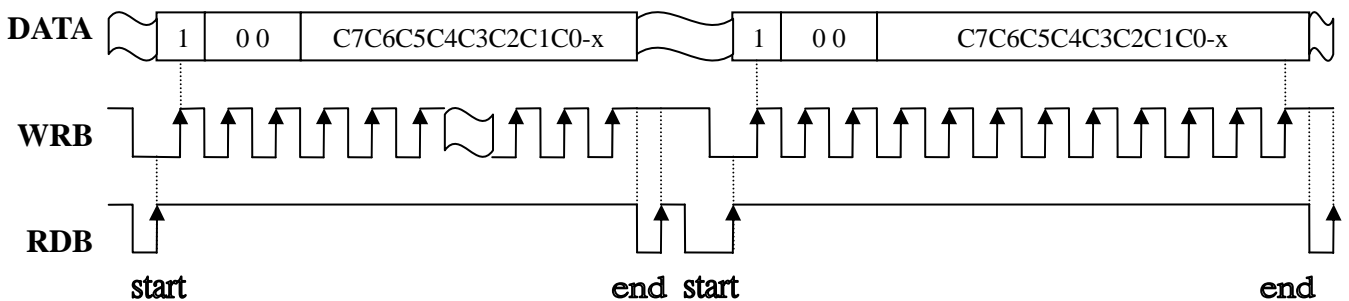 DATA 1 0 0 C7C6C5C4C3C2C1C0-x 1 0 0 C7C6C5C4C3C2C1C0-x
WRB
RDB
start end start end